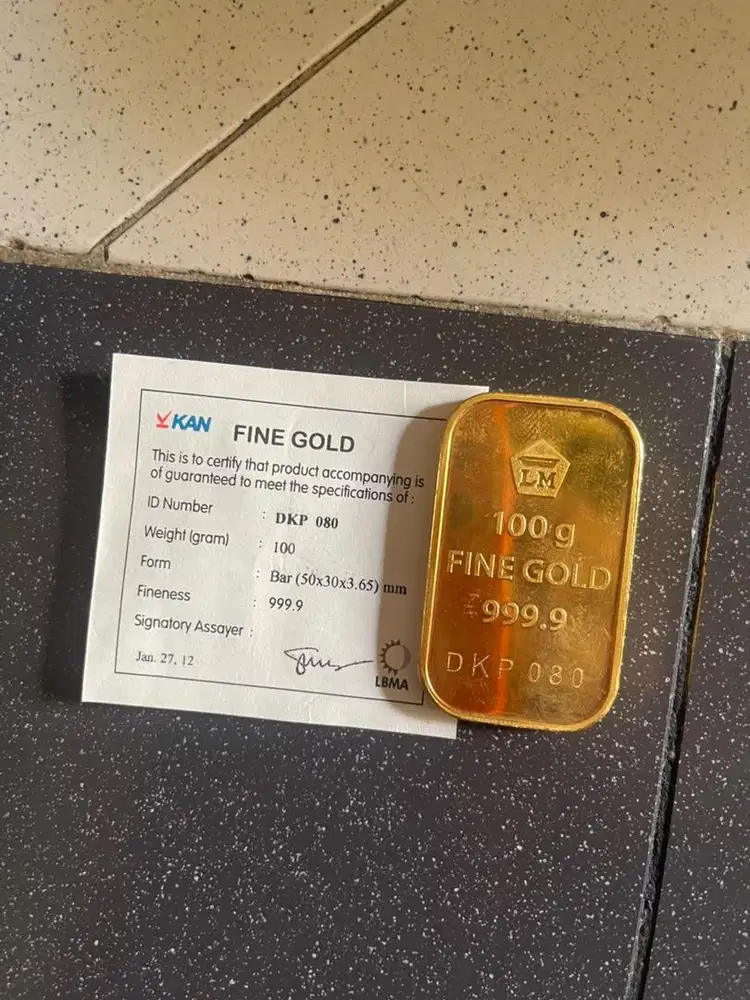 KAN
FINE GOLD
This is to certify that product accompanying is
of guaranteed to meet the specifications of :
ID Number : DKP 080
Weight (gram) : 100
Form : Bar (50x30x3.65) mm
Fineness : 999.9
Signatory Assayer :
Jan. 27, 12
LBMA
LM
100 g
FINE GOLD
999.9
DKP 080